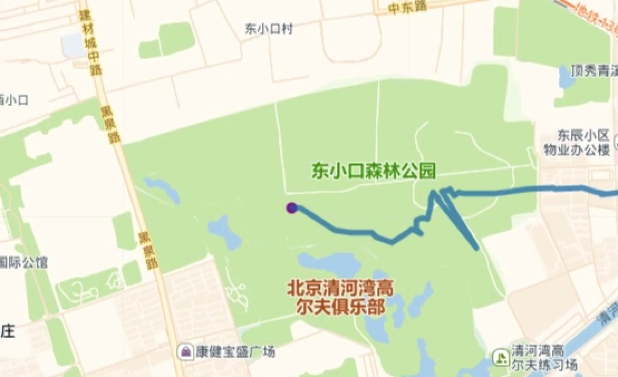 中东路
地铁13号
东小口村
建材城中路
顶秀青溪
西小口
黑泉路
东辰小区
物业办公楼
东小口森林公园
黑泉路
国际公馆
北京清河湾高
尔夫俱乐部
清河
庄
康健宝盛广场
清河湾高
尔夫练习场